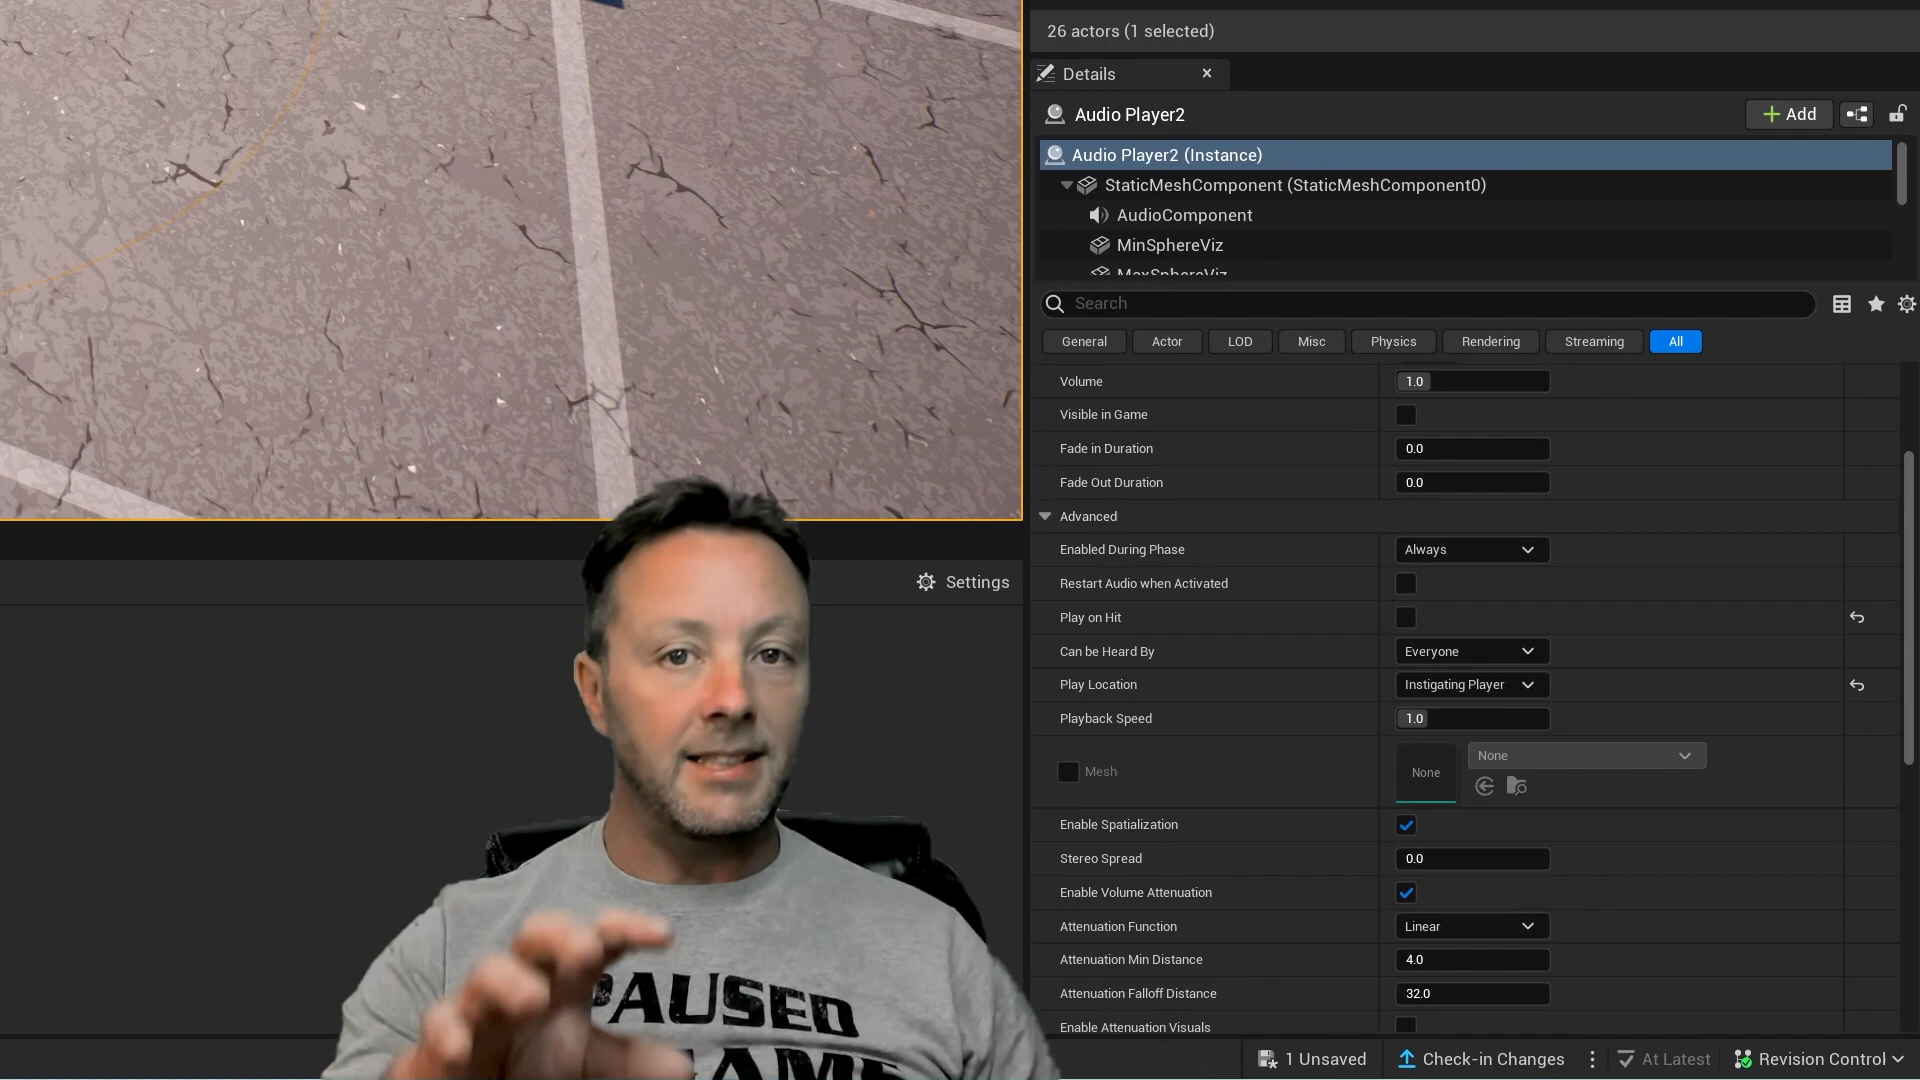 26 actors (1 selected)
Details
Audio Player2
Add
Audio Player2 (Instance)
StaticMeshComponent (StaticMeshComponent0)
AudioComponent
MinSphereViz
MaxSphereViz
Search
General
Actor
LOD
Misc
Physics
Rendering
Streaming
All
Volume
1.0
Visible in Game
Fade in Duration
0.0
Fade Out Duration
0.0
Advanced
Enabled During Phase
Always
Restart Audio when Activated
Play on Hit
Can be Heard By
Everyone
Play Location
Instigating Player
Playback Speed
1.0
Mesh
None
None
Enable Spatialization
Stereo Spread
0.0
Enable Volume Attenuation
Attenuation Function
Linear
Attenuation Min Distance
4.0
Attenuation Falloff Distance
32.0
Enable Attenuation Visuals
Settings
PAUSED
1 Unsaved
Check-in Changes
At Latest
Revision Control